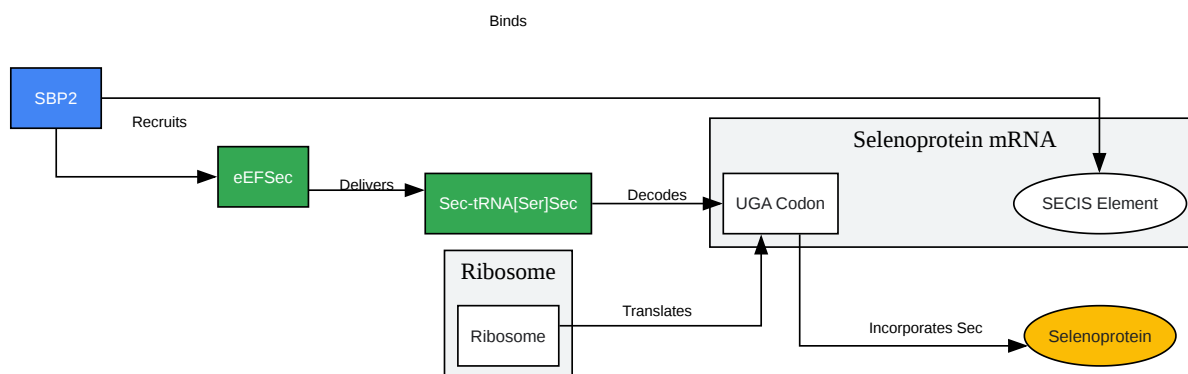 Binds
SBP2
Recruits
Selenoprotein mRNA
eEFSec
Delivers
Sec-tRNA[Ser]Sec
Decodes
UGA Codon
SECIS Element
Ribosome
Translates
Ribosome
Incorporates Sec
Selenoprotein